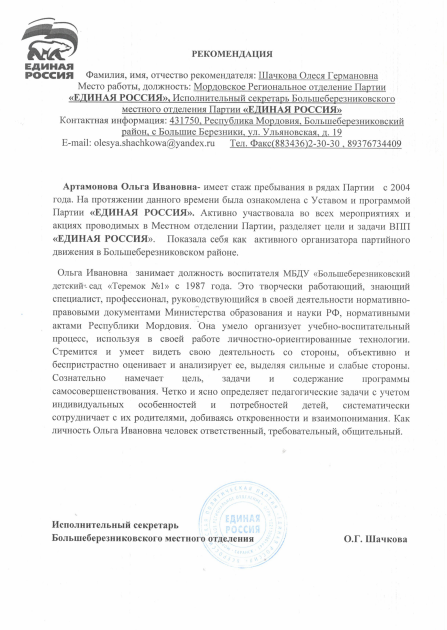 ЕДИНАЯ
РОССИЯ
РЕКОМЕНДАЦИЯ
Фамилия, имя, отчество рекомендателя: Шачкова Олеся Германовна
Место работы, должность: Мордовское Региональное отделение Партии
«ЕДИНАЯ РОССИЯ», Исполнительный секретарь Большеберезниковского
местного отделения Партии «ЕДИНАЯ РОССИЯ»
Контактная информация: 431750, Республика Мордовия, Большеберезниковский
район, с Большие Березники, ул. Ульяновская, д. 19
E-mail: olesya.shachkowa@yandex.ru Тел. Факс(883436)2-30-30 , 89376734409
Артамонова Ольга Ивановна- имеет стаж пребывания в рядах Партии с 2004
года. На протяжении данного времени была ознакомлена с Уставом и программой
Партии «ЕДИНАЯ РОССИЯ». Активно участвовала во всех мероприятиях и
акциях проводимых в Местном отделении Партии, разделяет цели и задачи ВПП
«ЕДИНАЯ РОССИЯ». Показала себя как активного организатора партийного
движения в Большеберезниковском районе.
Ольга Ивановна занимает должность воспитателя МБДУ «Большеберезниковский
детский сад «Теремок №1» с 1987 года. Это творчески работающий, знающий
специалист, профессионал, руководствующийся в своей деятельности нормативно-
правовыми документами Министерства образования и науки РФ, нормативными
актами Республики Мордовия. Она умело организует учебно-воспитательный
процесс, используя в своей работе личностно-ориентированные технологии.
Стремится и умеет видеть свою деятельность со стороны, объективно и
беспристрастно оценивает и анализирует ее, выделяя сильные и слабые стороны.
Сознательно намечает цель, задачи и содержание программы
самосовершенствования. Четко и ясно определяет педагогические задачи с учетом
индивидуальных особенностей и потребностей детей, систематически
сотрудничает с их родителями, добиваясь откровенности и взаимопонимания. Как
личность Ольга Ивановна человек ответственный, требовательный, общительный.
ЕДИНАЯ
РОССИЯ
Исполнительный секретарь
Большеберезниковского местного отделения О.Г. Шачкова